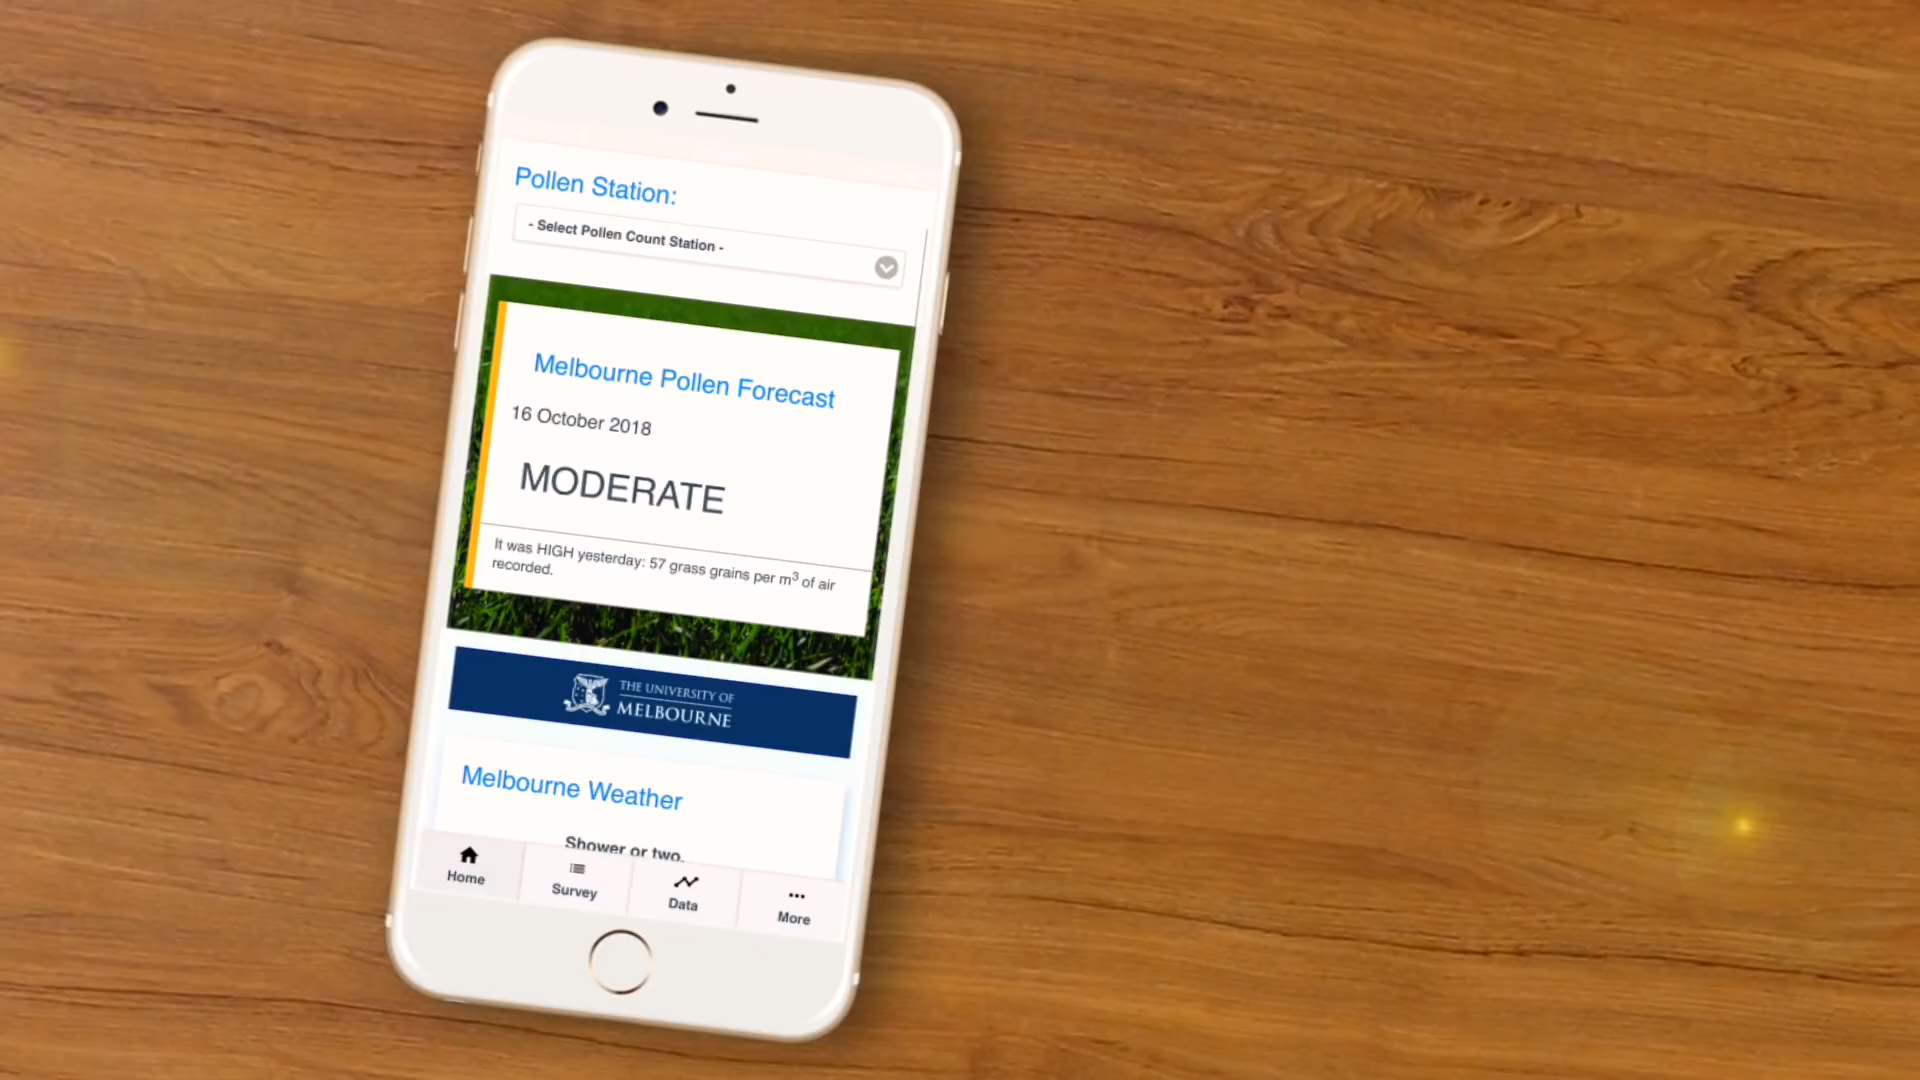 Pollen Station:
- Select Pollen Count Station -
Melbourne Pollen Forecast
16 October 2018
MODERATE
It was HIGH yesterday: 57 grass grains per m³ of air
recorded.
THE UNIVERSITY OF
MELBOURNE
Melbourne Weather
Shower or two.
Home
Survey
Data
More